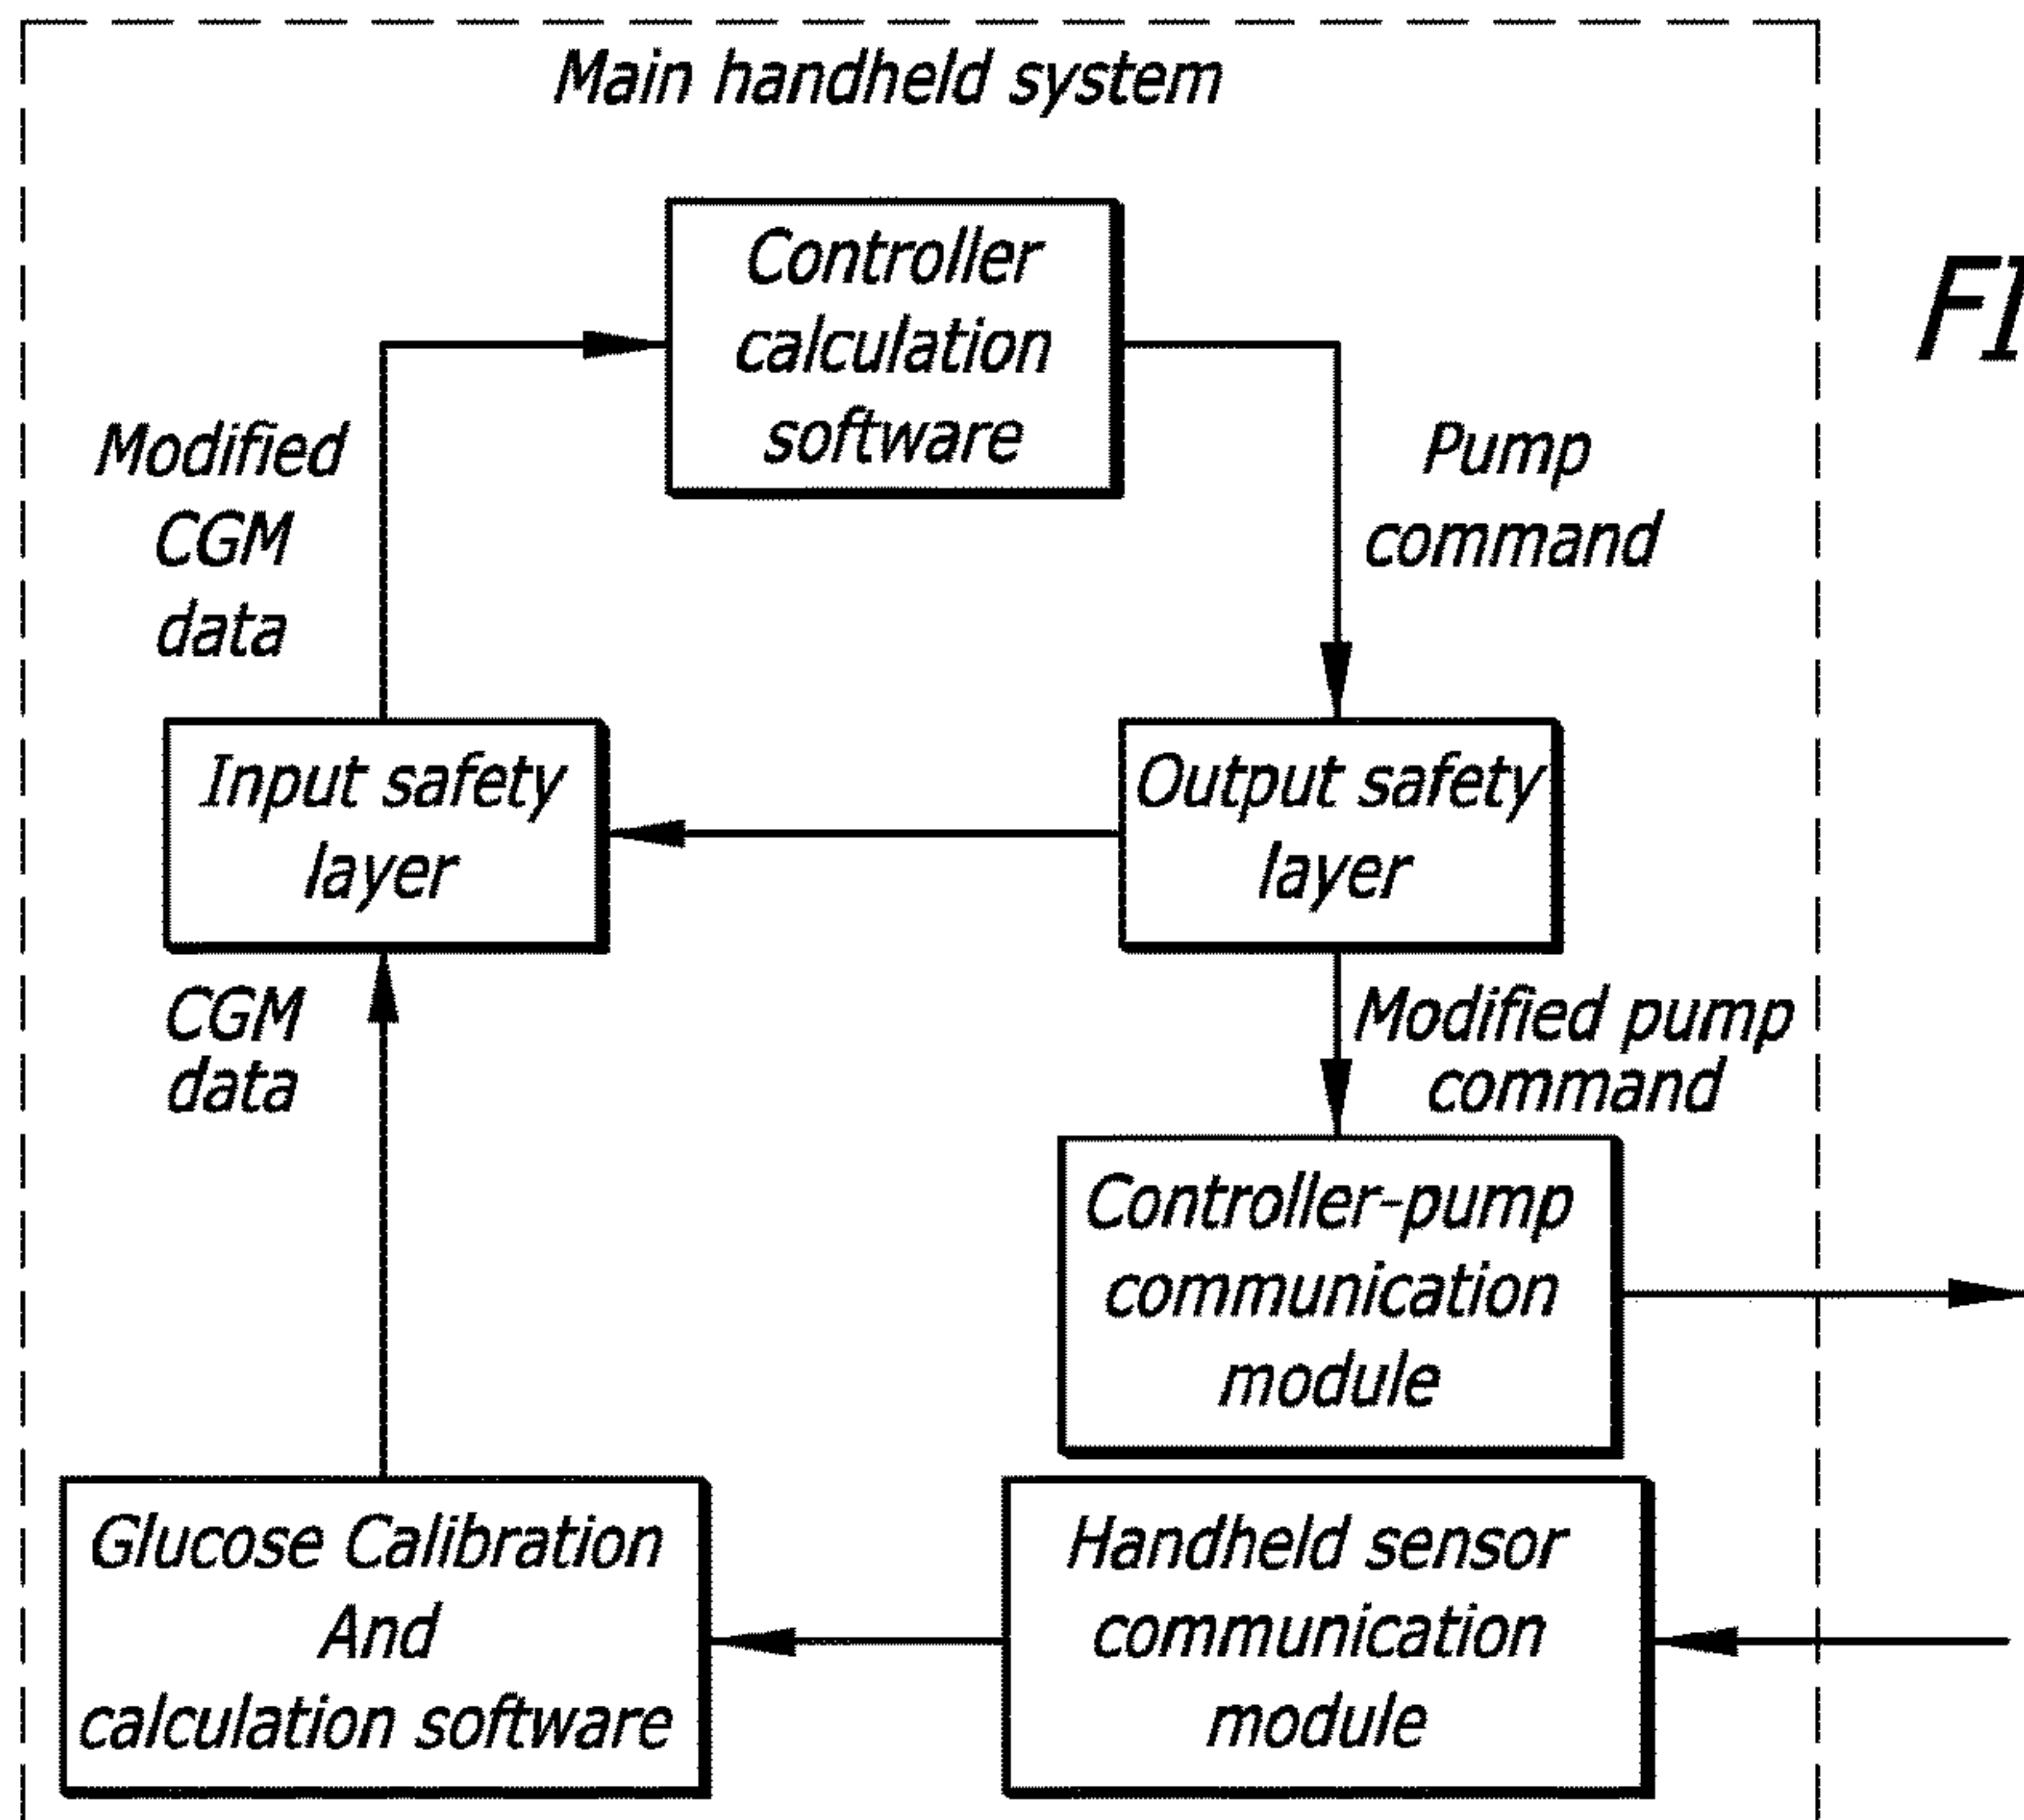 Main handheld system
Controller
calculation
software
FI
Modified
CGM
data
Pump
command
Input safety
layer
Output safety
layer
CGM
data
Modified pump
command
Controller-pump
communication
module
Glucose Calibration
And
calculation software
Handheld sensor
communication
module